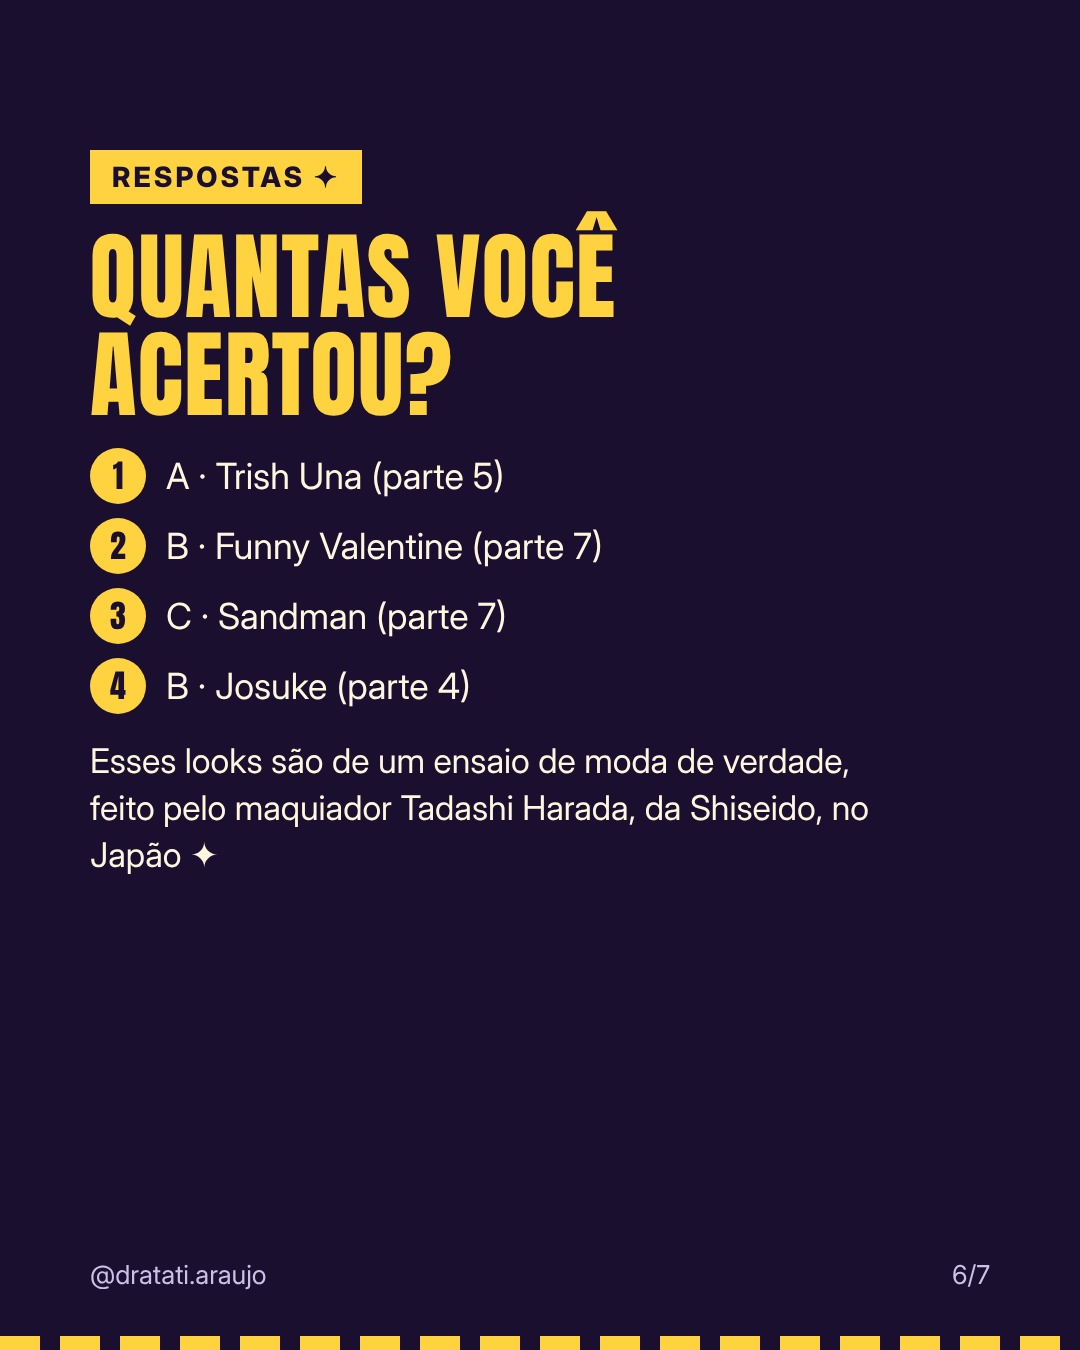 RESPOSTAS ✦
QUANTAS VOCÊ
ACERTOU?
1 A · Trish Una (parte 5)
2 B · Funny Valentine (parte 7)
3 C · Sandman (parte 7)
4 B · Josuke (parte 4)
Esses looks são de um ensaio de moda de verdade,
feito pelo maquiador Tadashi Harada, da Shiseido, no
Japão ✦
@dratati.araujo
6/7